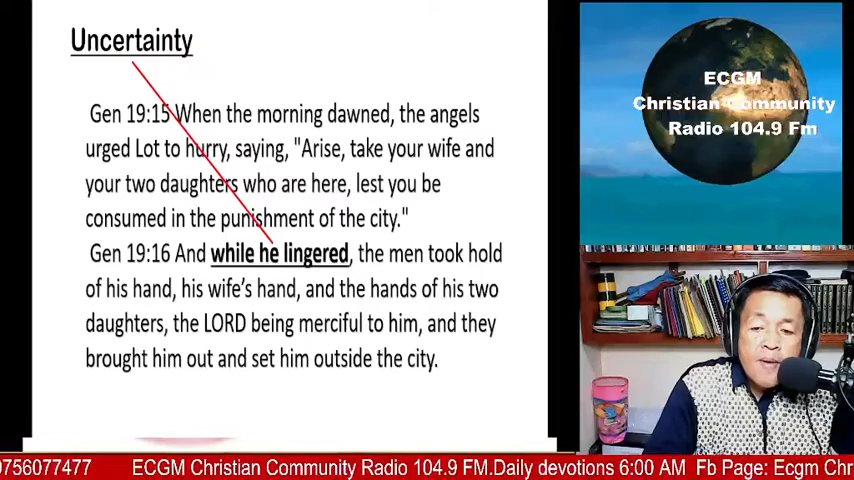 Uncertainty
Gen 19:15 When the morning dawned, the angels
urged Lot to hurry, saying, "Arise, take your wife and
your two daughters who are here, lest you be
consumed in the punishment of the city."
Gen 19:16 And while he lingered, the men took hold
of his hand, his wife's hand, and the hands of his two
daughters, the LORD being merciful to him, and they
brought him out and set him outside the city.
ECGM
Christian Community
Radio 104.9 Fm
0756077477 ECGM Christian Community Radio 104.9 FM.Daily devotions 6:00 AM Fb Page: Ecgm Chr